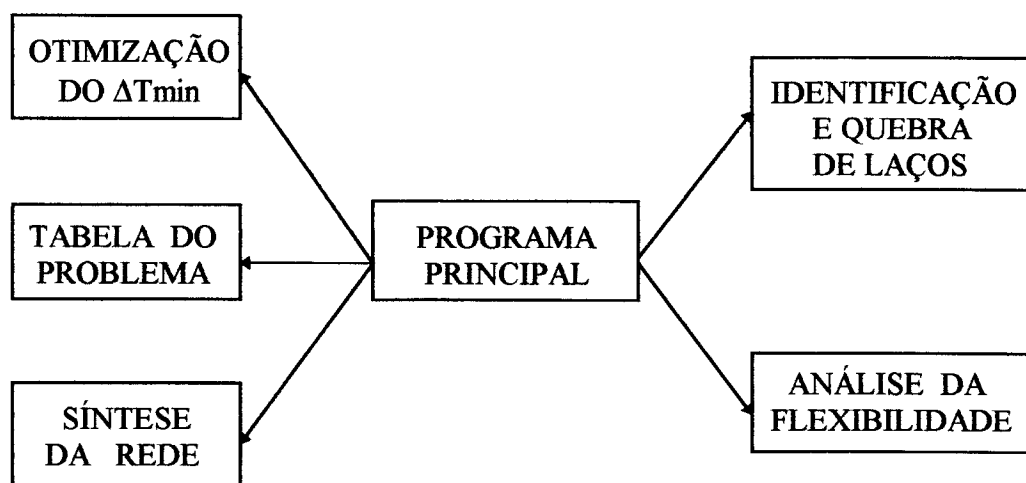 OTIMIZAÇÃO
DO ΔTmin
TABELA DO
PROBLEMA
SÍNTESE
DA REDE
PROGRAMA
PRINCIPAL
IDENTIFICAÇÃO
E QUEBRA
DE LAÇOS
ANÁLISE DA
FLEXIBILIDADE